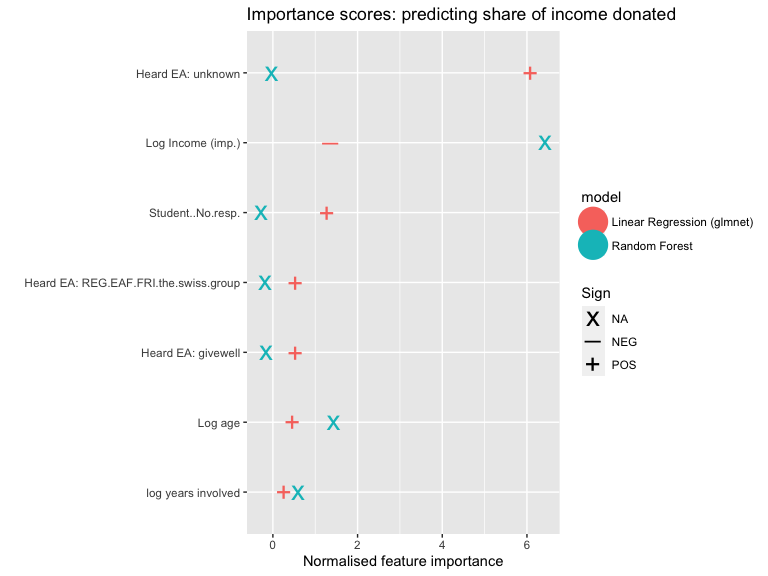 Importance scores: predicting share of income donated
Heard EA: unknown
Log Income (imp.)
Student..No.resp.
Heard EA: REG.EAF.FRI.the.swiss.group
Heard EA: givewell
Log age
log years involved
0 2 4 6
Normalised feature importance
model
Linear Regression (glmnet)
Random Forest
Sign
NA
NEG
POS